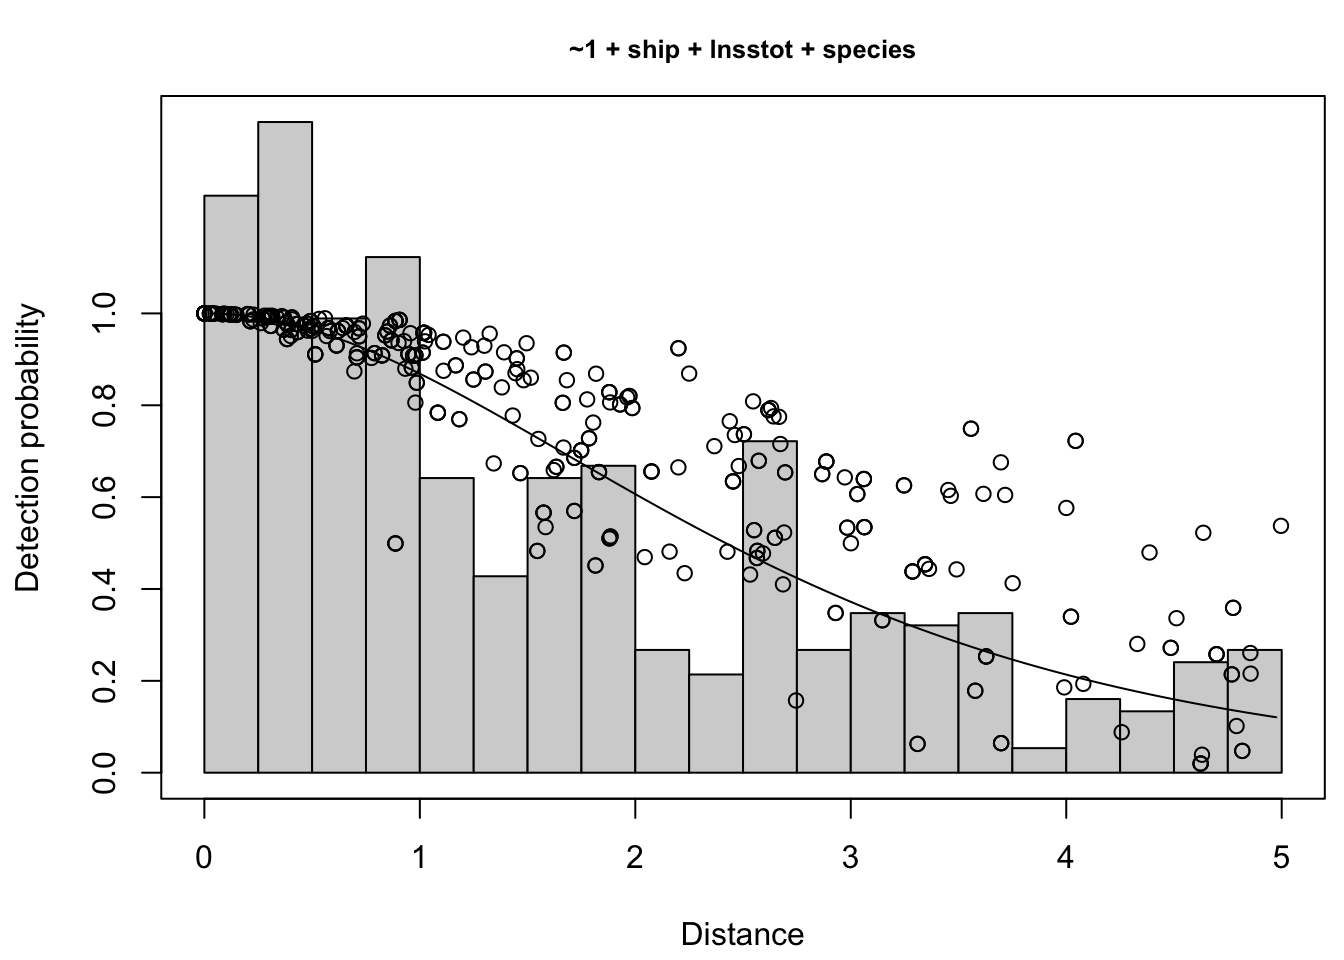 ~1 + ship + lnsstot + species
Detection probability
1.0
0.8
0.6
0.4
0.2
0.0
0 1 2 3 4 5
Distance